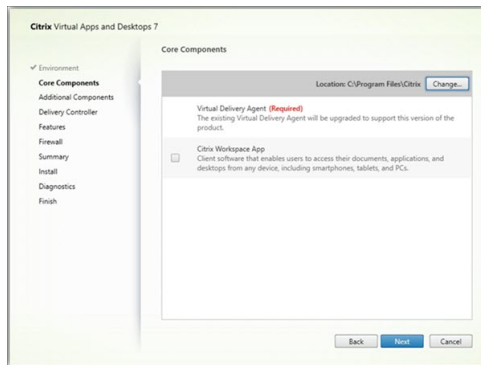 Citrix Virtual Apps and Desktops 7
Core Components
✔ Environment
Core Components
Additional Components
Delivery Controller
Features
Firewall
Summary
Install
Diagnostics
Finish
Location: C:\Program Files\Citrix Change...
Virtual Delivery Agent (Required)
The existing Virtual Delivery Agent will be upgraded to support this version of the
product.
Citrix Workspace App
Client software that enables users to access their documents, applications, and
desktops from any device, including smartphones, tablets, and PCs.
Back Next Cancel